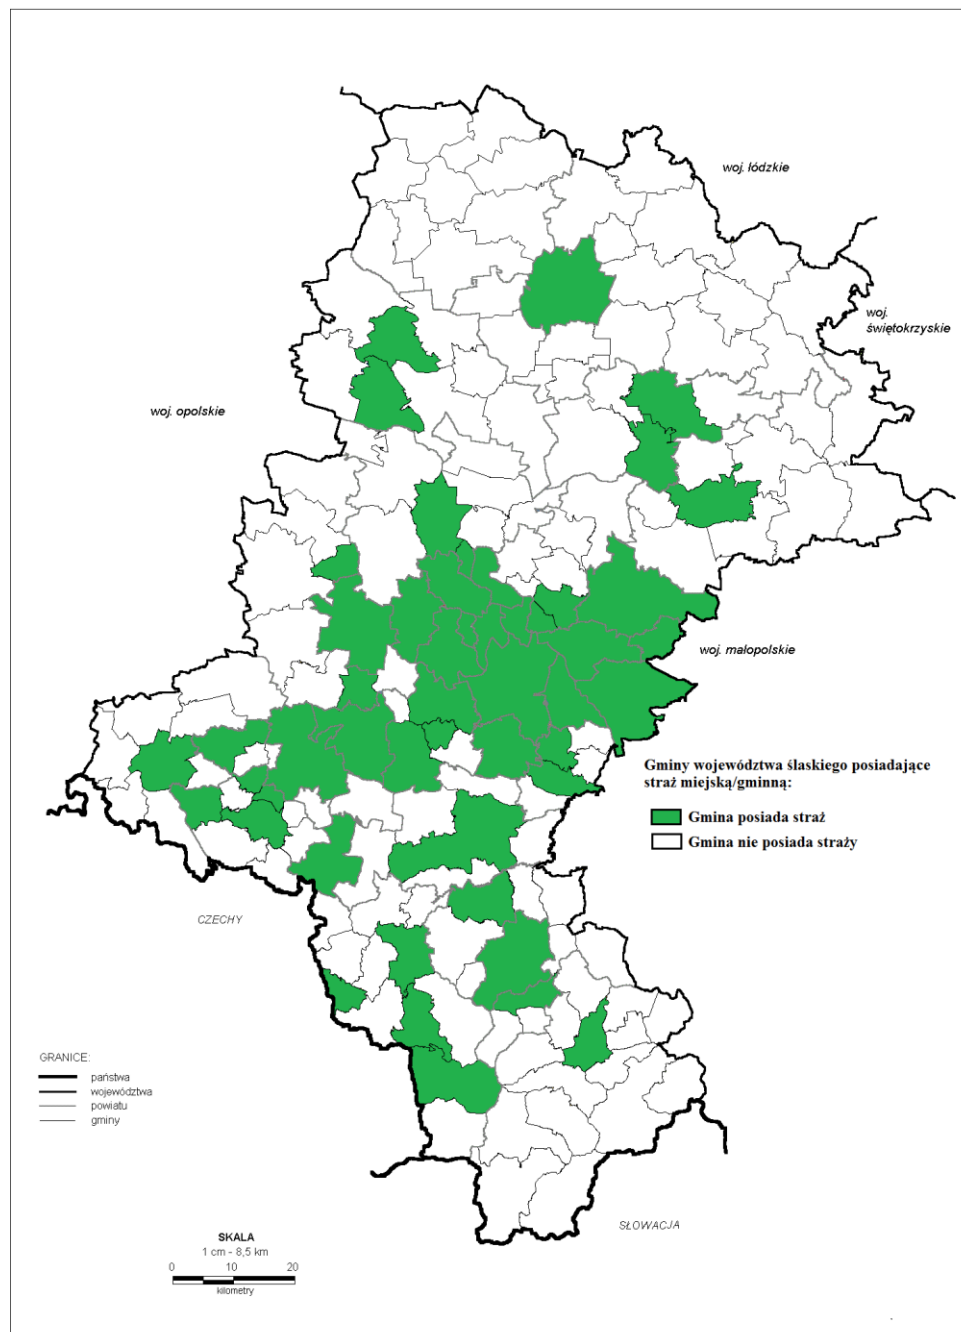 woj. łódzkie
woj.
świętokrzyskie
woj. opolskie
woj. małopolskie
Gminy województwa ślaskiego posiadające
straż miejską/gminną:
Gmina posiada straż
Gmina nie posiada straży
CZECHY
GRANICE:
państwa
województwa
powiatu
gminy
SŁOWACJA
SKALA
1 cm - 8,5 km
0 10 20
kilometry